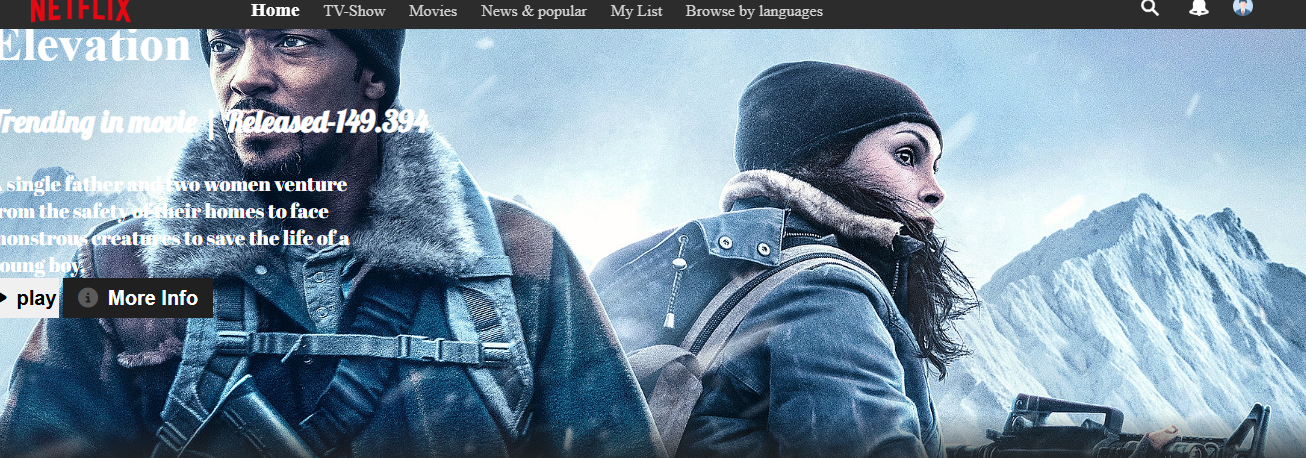 NETFLIX Home TV-Show Movies News & popular My List Browse by languages
Elevation
Trending in movie | Released-149.394
A single father and two women venture
from the safety of their homes to face
monstrous creatures to save the life of a
young boy.
play More Info